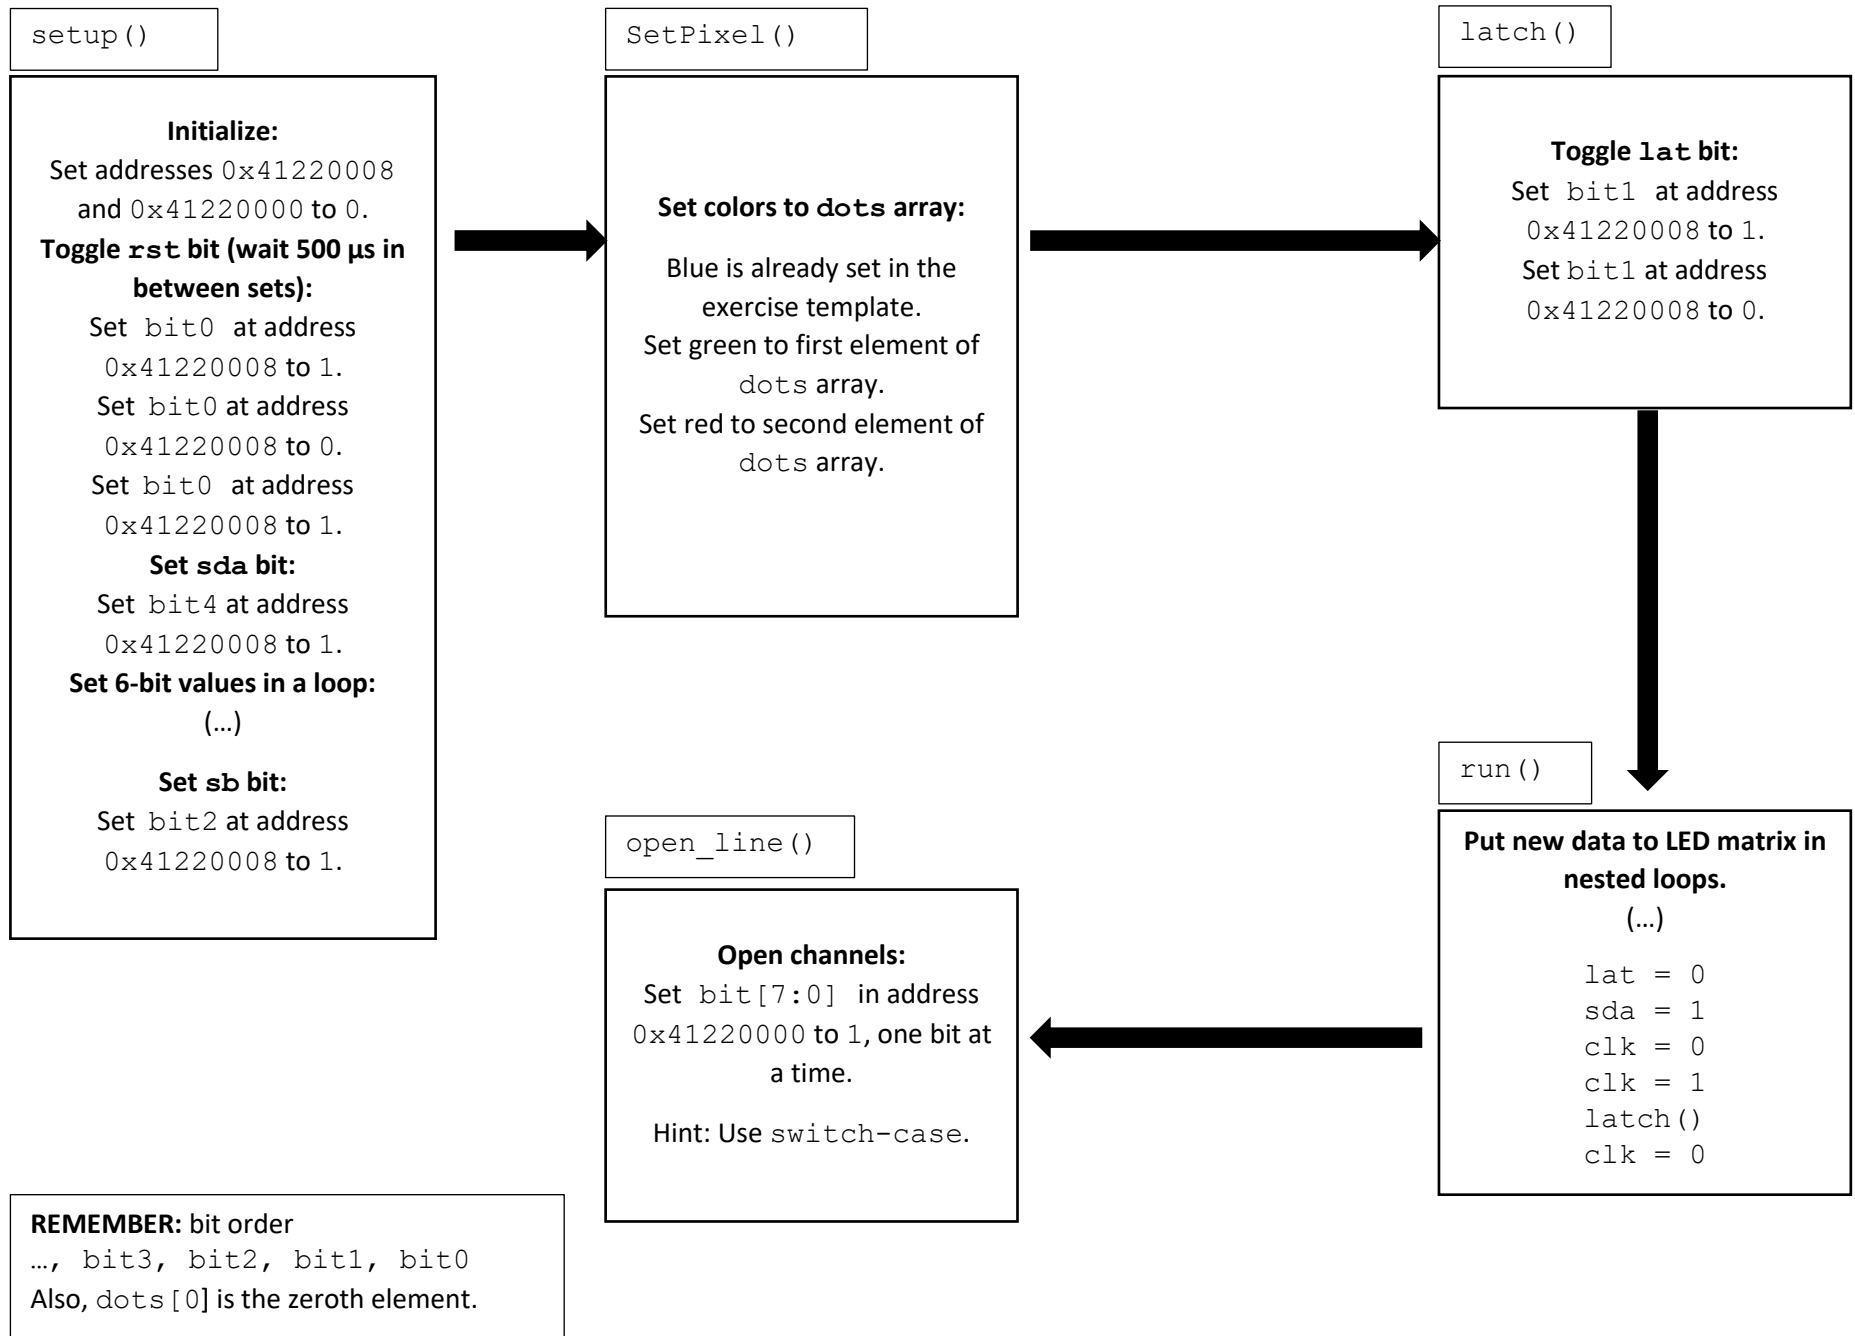 setup()
Initialize:
Set addresses 0x41220008
and 0x41220000 to 0.
Toggle rst bit (wait 500 µs in
between sets):
Set bit0 at address
0x41220008 to 1.
Set bit0 at address
0x41220008 to 0.
Set bit0 at address
0x41220008 to 1.
Set sda bit:
Set bit4 at address
0x41220008 to 1.
Set 6-bit values in a loop:
(…)
Set sb bit:
Set bit2 at address
0x41220008 to 1.
SetPixel()
Set colors to dots array:
Blue is already set in the
exercise template.
Set green to first element of
dots array.
Set red to second element of
dots array.
latch()
Toggle lat bit:
Set bit1 at address
0x41220008 to 1.
Set bit1 at address
0x41220008 to 0.
run()
Put new data to LED matrix in
nested loops.
(…)
lat = 0
sda = 1
clk = 0
clk = 1
latch()
clk = 0
open_line()
Open channels:
Set bit[7:0] in address
0x41220000 to 1, one bit at
a time.
Hint: Use switch-case.
REMEMBER: bit order
…, bit3, bit2, bit1, bit0
Also, dots[0] is the zeroth element.